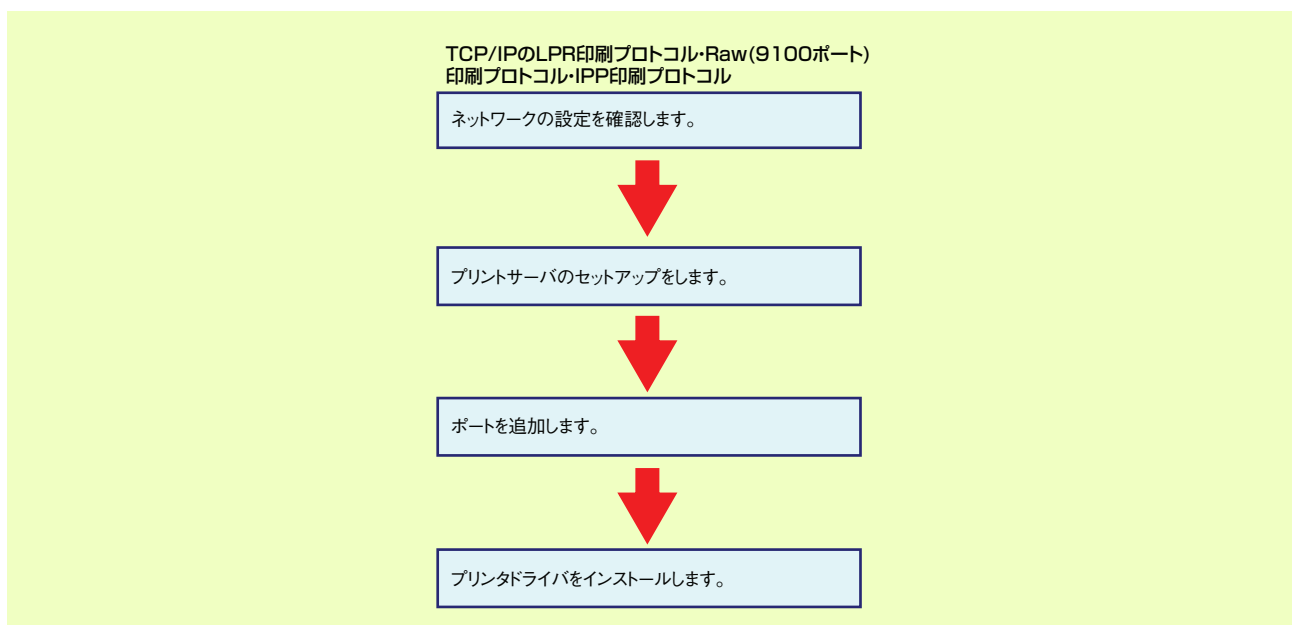 TCP/IPのLPR印刷プロトコル･Raw(9100ポート)
印刷プロトコル･IPP印刷プロトコル
ネットワークの設定を確認します。
プリントサーバのセットアップをします。
ポートを追加します。
プリンタドライバをインストールします。